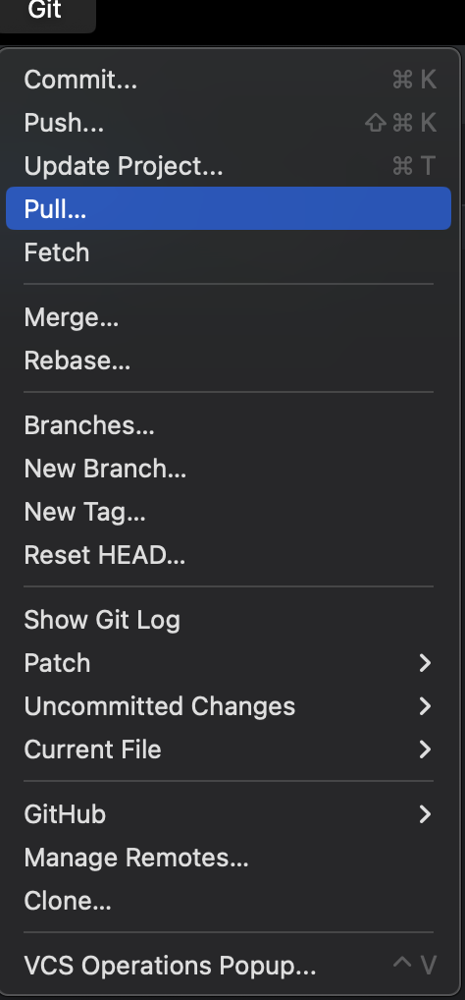 Git
Commit... ⌘ K
Push... ⇧ ⌘ K
Update Project... ⌘ T
Pull...
Fetch
Merge...
Rebase...
Branches...
New Branch...
New Tag...
Reset HEAD...
Show Git Log
Patch
Uncommitted Changes
Current File
GitHub
Manage Remotes...
Clone...
VCS Operations Popup... ^ V